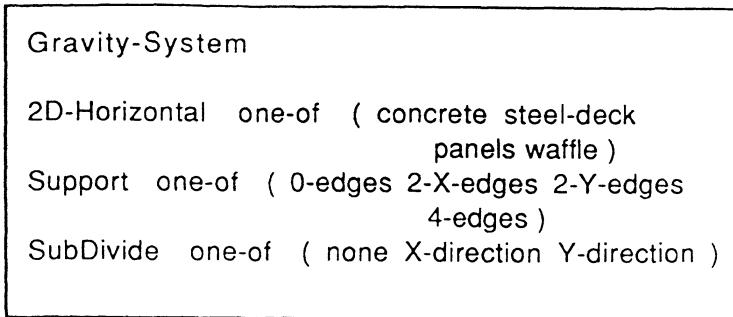 Gravity-System
2D-Horizontal one-of ( concrete steel-deck
panels waffle )
Support one-of ( 0-edges 2-X-edges 2-Y-edges
4-edges )
SubDivide one-of ( none X-direction Y-direction )